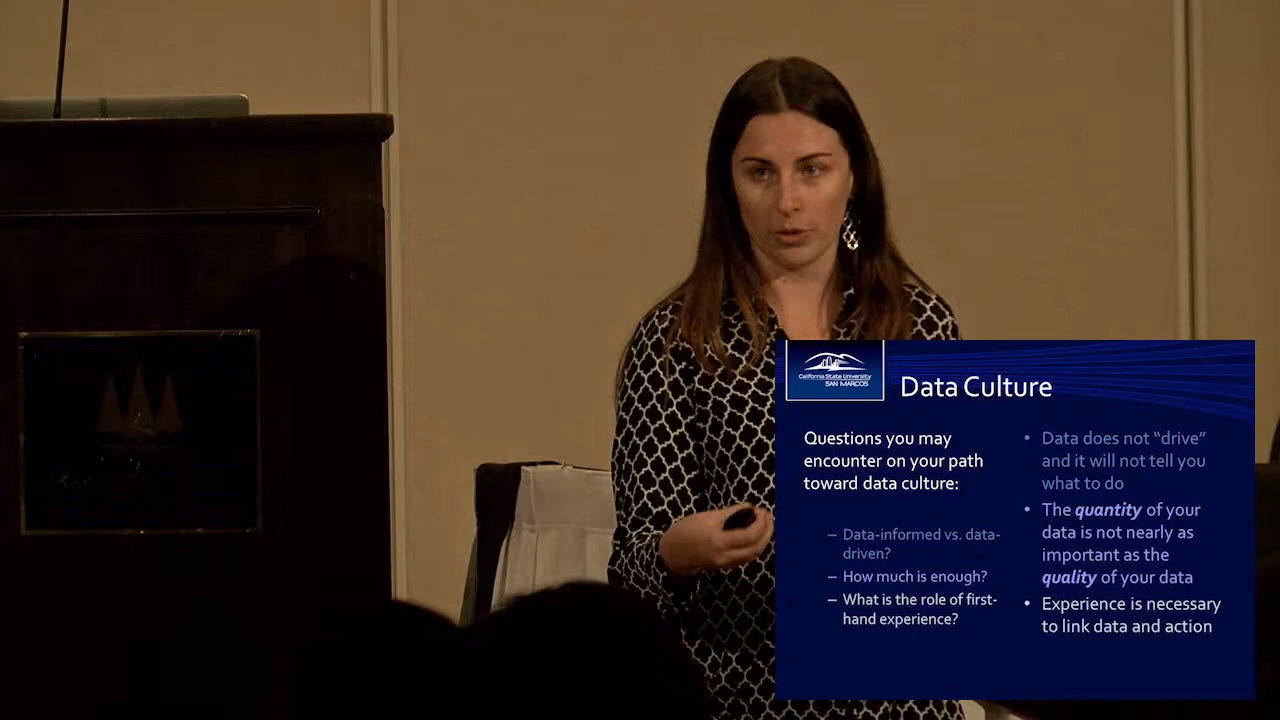 California State University
SAN MARCOS
Data Culture
Questions you may
encounter on your path
toward data culture:
– Data-informed vs. data-
driven?
– How much is enough?
– What is the role of first-
hand experience?
• Data does not “drive”
and it will not tell you
what to do
• The quantity of your
data is not nearly as
important as the
quality of your data
• Experience is necessary
to link data and action